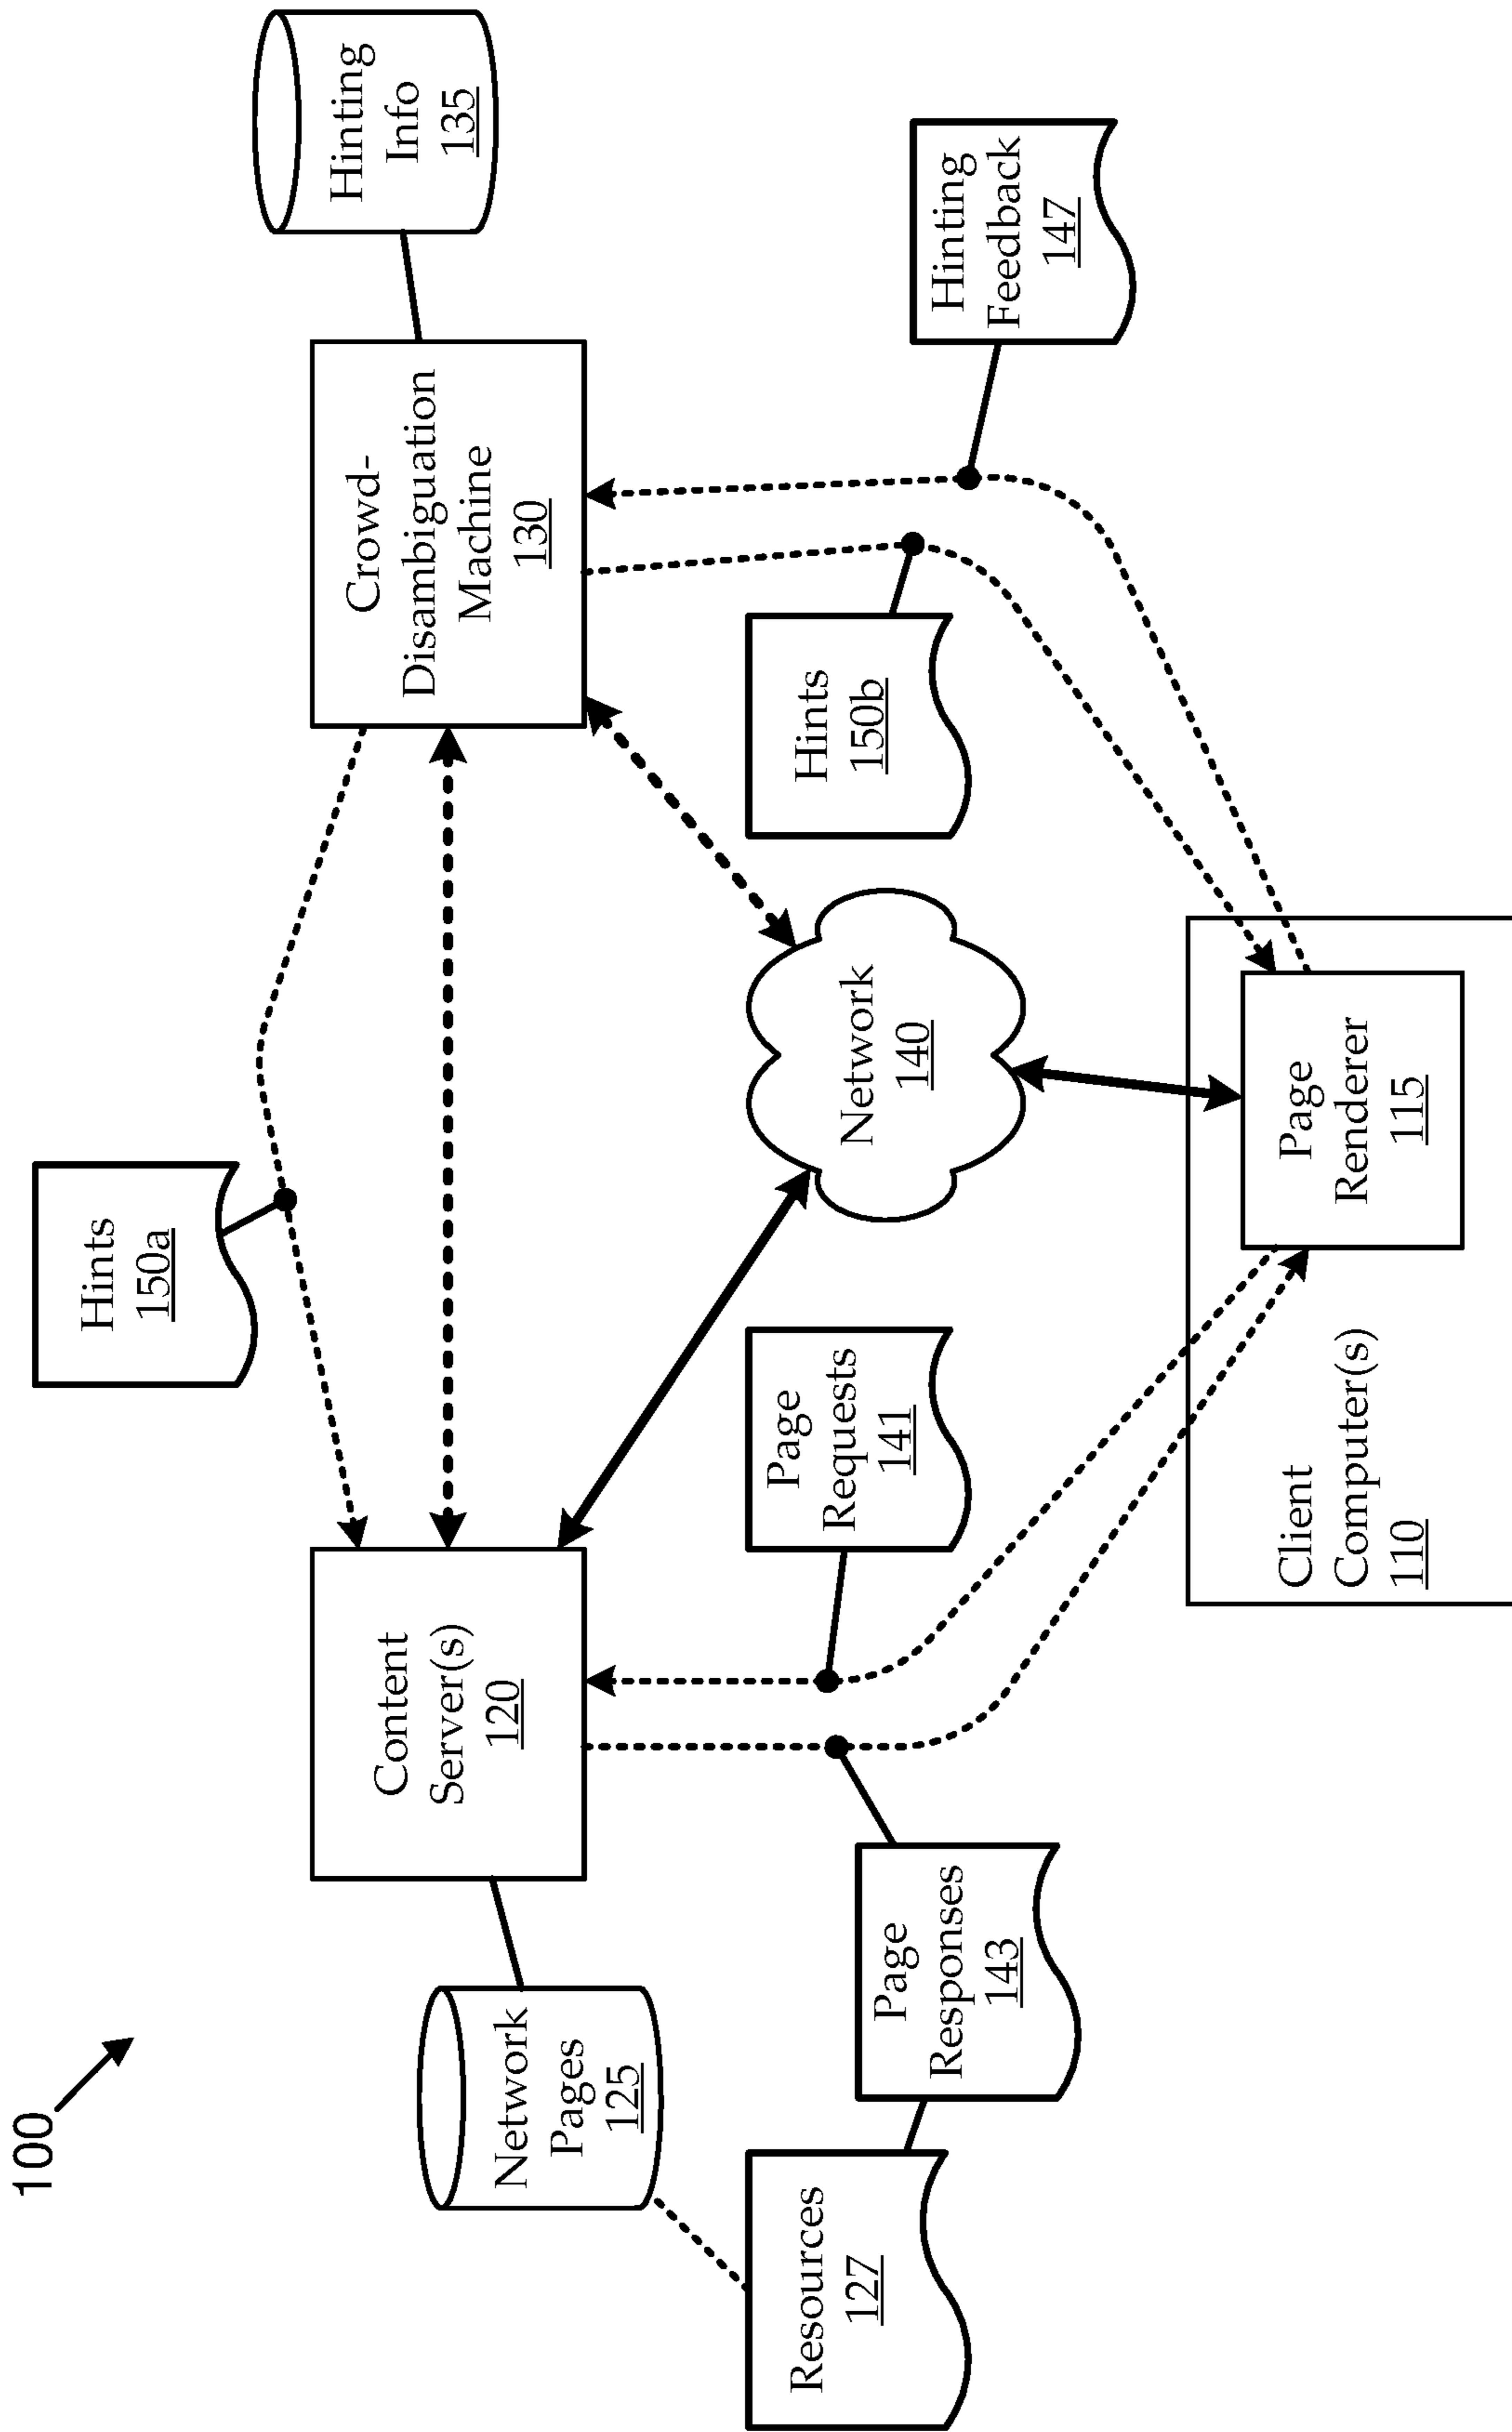 100
Hints
150a
Hinting
Info
135
Crowd-
Disambiguation
Machine
130
Content
Server(s)
120
Network
Pages
125
Resources
127
Page
Responses
143
Page
Requests
141
Network
140
Hints
150b
Hinting
Feedback
147
Client
Computer(s)
110
Page
Renderer
115